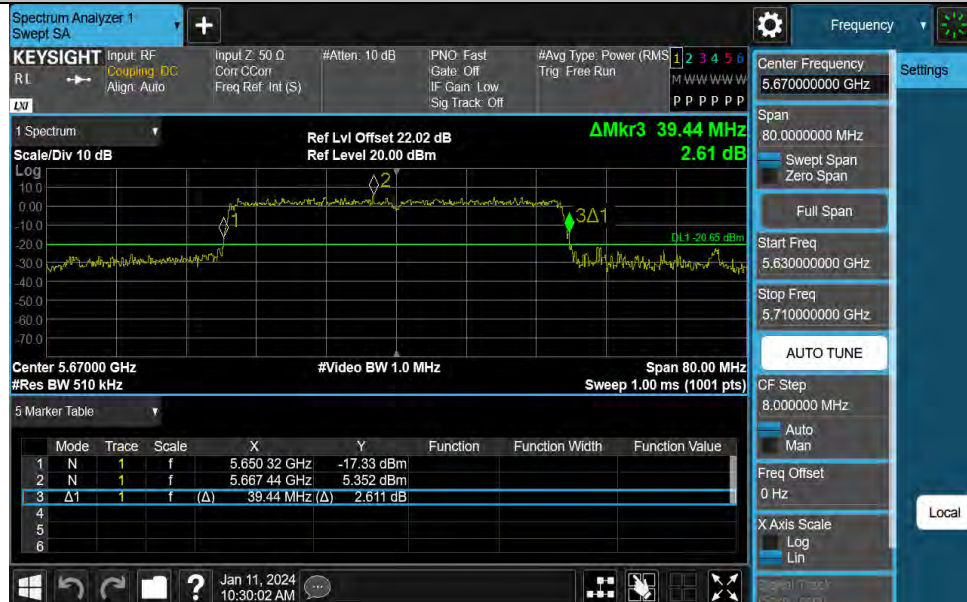 Spectrum Analyzer 1
Swept SA
+
Frequency
KEYSIGHT
RL
LXI
Input: RF
Coupling: DC
Align: Auto
Input Z: 50 Ω
Corr CCorr
Freq Ref: Int (S)
#Atten: 10 dB
PNO: Fast
Gate: Off
IF Gain: Low
Sig Track: Off
#Avg Type: Power (RMS
Trig: Free Run
1 2 3 4 5 6
M W W W W W
P P P P P P
1 Spectrum
Scale/Div 10 dB
Log
Ref Lvl Offset 22.02 dB
Ref Level 20.00 dBm
ΔMkr3 39.44 MHz
2.61 dB
10.0
0.00
-10.0
-20.0
-30.0
-40.0
-50.0
-60.0
-70.0
1
2
3Δ1
DL1 -20.65 dBm
Center 5.67000 GHz
#Res BW 510 kHz
#Video BW 1.0 MHz
Span 80.00 MHz
Sweep 1.00 ms (1001 pts)
5 Marker Table
Mode Trace Scale X Y Function Function Width Function Value
1 N 1 f 5.650 32 GHz -17.33 dBm
2 N 1 f 5.667 44 GHz 5.352 dBm
3 Δ1 1 f (Δ) 39.44 MHz (Δ) 2.611 dB
4
5
6
?
Jan 11, 2024
10:30:02 AM
Center Frequency
5.670000000 GHz
Span
80.0000000 MHz
Swept Span
Zero Span
Full Span
Start Freq
5.630000000 GHz
Stop Freq
5.710000000 GHz
AUTO TUNE
CF Step
8.000000 MHz
Auto
Man
Freq Offset
0 Hz
X Axis Scale
Log
Lin
Signal Track
Settings
Local